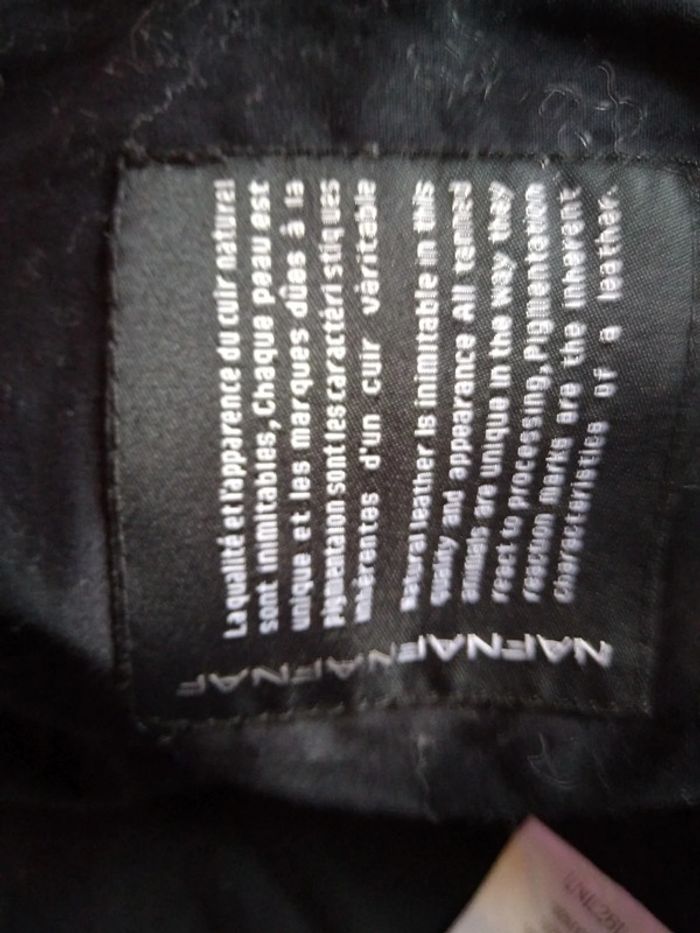 La qualité et l'apparence du cuir naturel
sont inimitables, Chaque peau est
unique et les marques dûes à la
pigmentaion sont les caractéristiques
inhérentes d'un cuir vàritable
Natural leather is inimitable in this
quality and appearance All tanned
animals are unique in the way they
react to processing, Pigmentation
reaction marks are the inherent
characteristics of a leather.
NAFNAFNAFNAF
NAFNAF